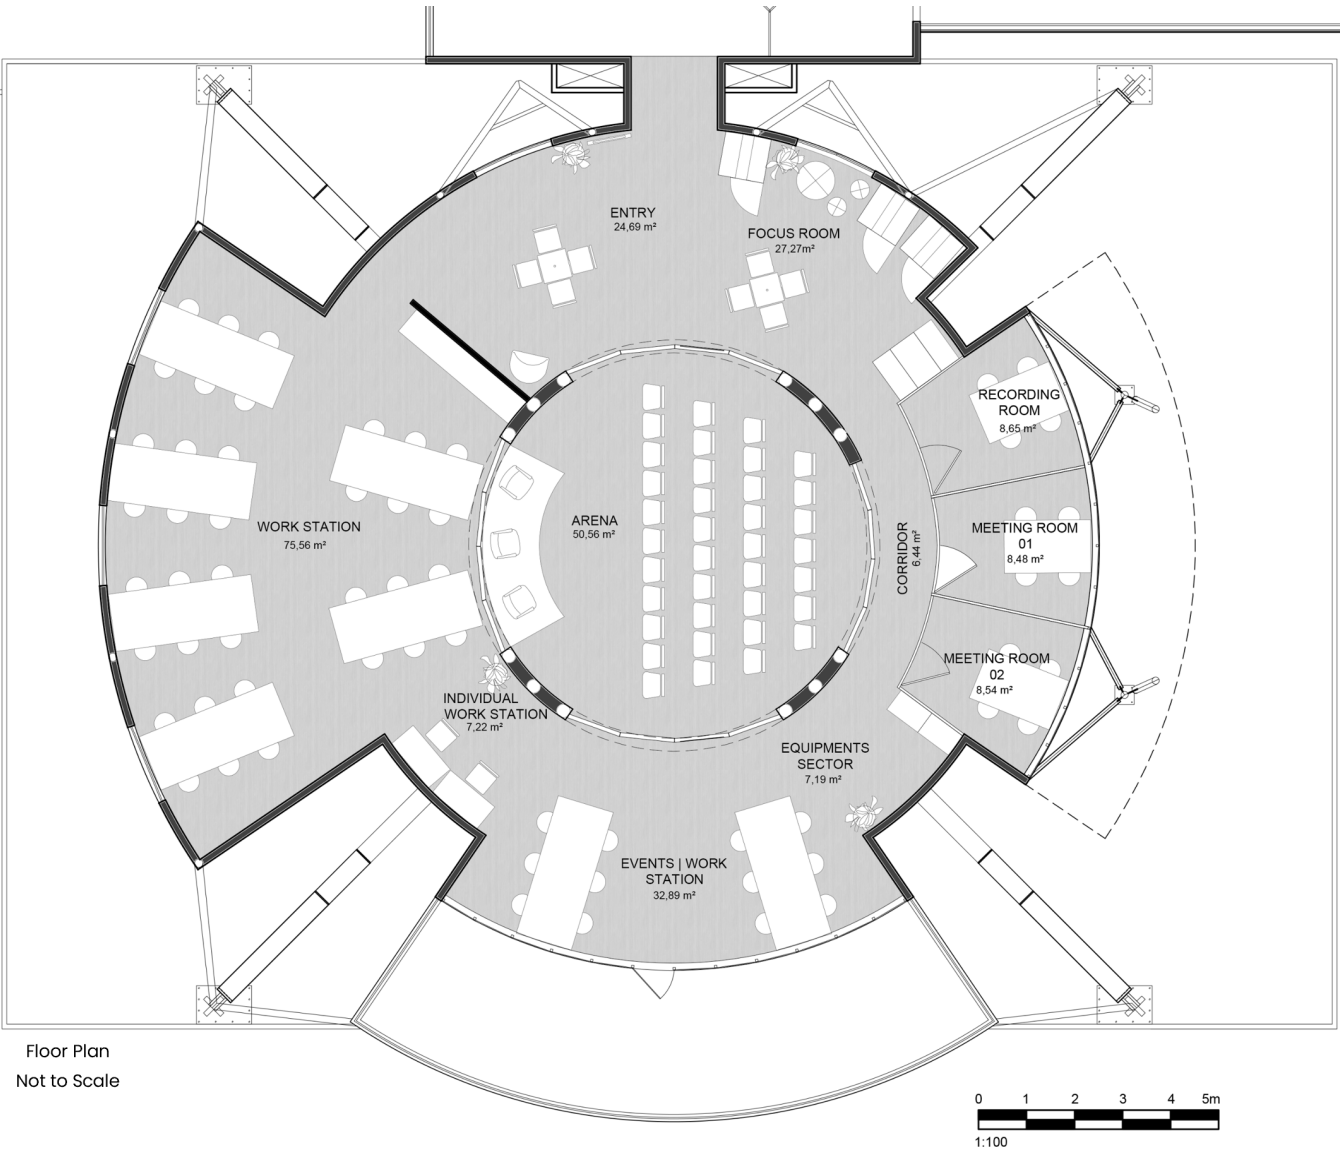 ENTRY
24,69 m²
FOCUS ROOM
27,27m²
RECORDING
ROOM
8,65 m²
WORK STATION
75,56 m²
ARENA
50,56 m²
CORRIDOR
6,44 m²
MEETING ROOM
01
8,48 m²
MEETING ROOM
02
8,54 m²
INDIVIDUAL
WORK STATION
7,22 m²
EQUIPMENTS
SECTOR
7,19 m²
EVENTS | WORK
STATION
32,89 m²
Floor Plan
Not to Scale
0 1 2 3 4 5m
1:100